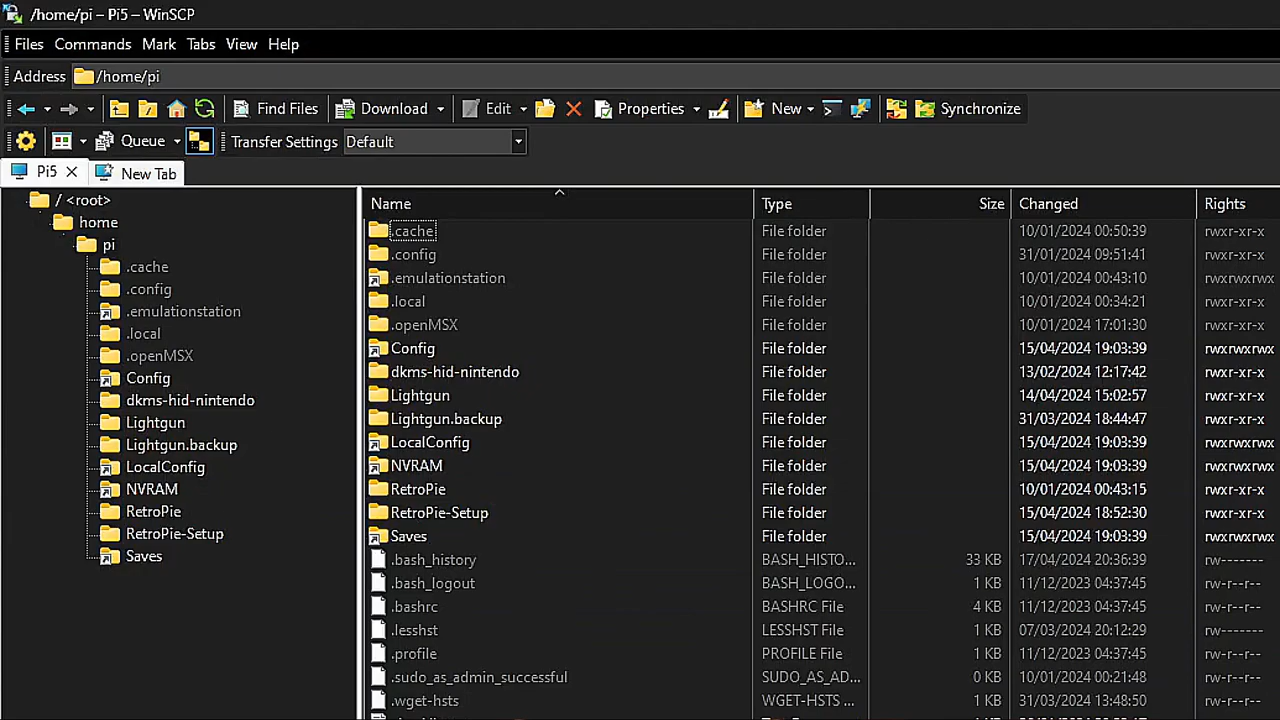 /home/pi – Pi5 – WinSCP
Files Commands Mark Tabs View Help
Address /home/pi
Find Files Download Edit Properties New Synchronize
Queue Transfer Settings Default
Pi5 New Tab
/ <root>
home
pi
.cache
.config
.emulationstation
.local
.openMSX
Config
dkms-hid-nintendo
Lightgun
Lightgun.backup
LocalConfig
NVRAM
RetroPie
RetroPie-Setup
Saves
Name Type Size Changed Rights
.cache File folder 10/01/2024 00:50:39 rwxr-xr-x
.config File folder 31/01/2024 09:51:41 rwxr-xr-x
.emulationstation File folder 10/01/2024 00:43:10 rwxrwxrwx
.local File folder 10/01/2024 00:34:21 rwxr-xr-x
.openMSX File folder 10/01/2024 17:01:30 rwxr-xr-x
Config File folder 15/04/2024 19:03:39 rwxrwxrwx
dkms-hid-nintendo File folder 13/02/2024 12:17:42 rwxr-xr-x
Lightgun File folder 14/04/2024 15:02:57 rwxr-xr-x
Lightgun.backup File folder 31/03/2024 18:44:47 rwxr-xr-x
LocalConfig File folder 15/04/2024 19:03:39 rwxrwxrwx
NVRAM File folder 15/04/2024 19:03:39 rwxrwxrwx
RetroPie File folder 10/01/2024 00:43:15 rwxr-xr-x
RetroPie-Setup File folder 15/04/2024 18:52:30 rwxr-xr-x
Saves File folder 15/04/2024 19:03:39 rwxrwxrwx
.bash_history BASH_HISTO... 33 KB 17/04/2024 20:36:39 rw-------
.bash_logout BASH_LOGO... 1 KB 11/12/2023 04:37:45 rw-r--r--
.bashrc BASHRC File 4 KB 11/12/2023 04:37:45 rw-r--r--
.lesshst LESSHST File 1 KB 07/03/2024 20:12:29 rw-------
.profile PROFILE File 1 KB 11/12/2023 04:37:45 rw-r--r--
.sudo_as_admin_successful SUDO_AS_AD... 0 KB 10/01/2024 00:21:48 rw-r--r--
.wget-hsts WGET-HSTS ... 1 KB 31/03/2024 13:48:50 rw-r--r--